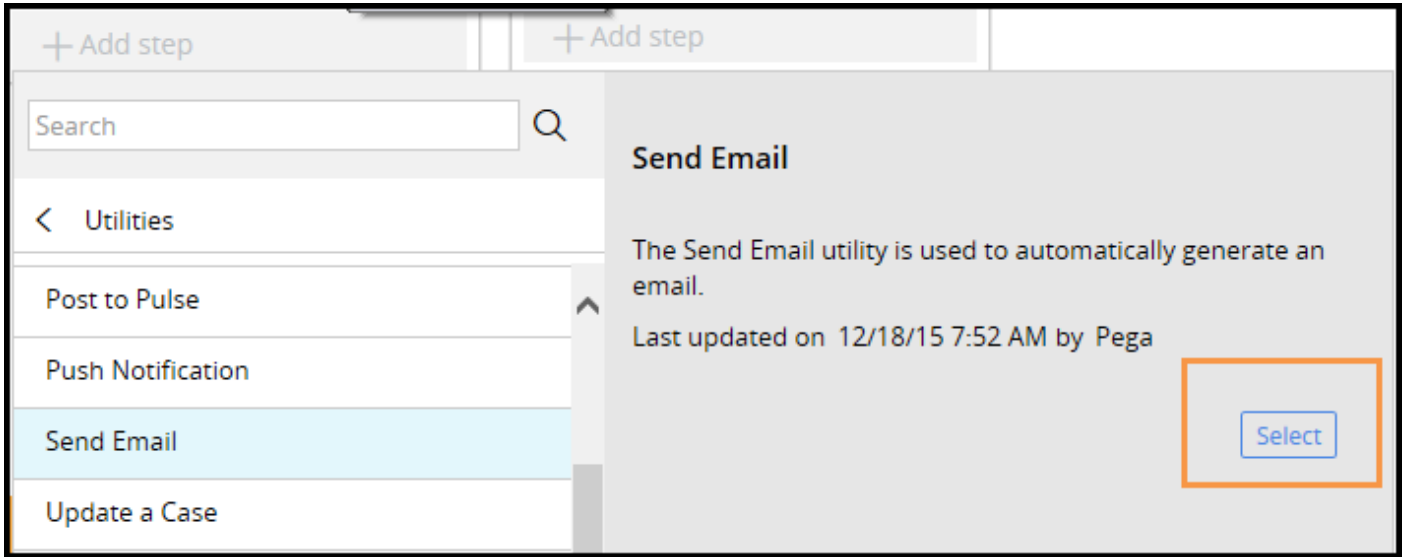 + Add step
+ Add step
Search
< Utilities
Post to Pulse
Push Notification
Send Email
Update a Case
Send Email
The Send Email utility is used to automatically generate an
email.
Last updated on 12/18/15 7:52 AM by Pega
Select